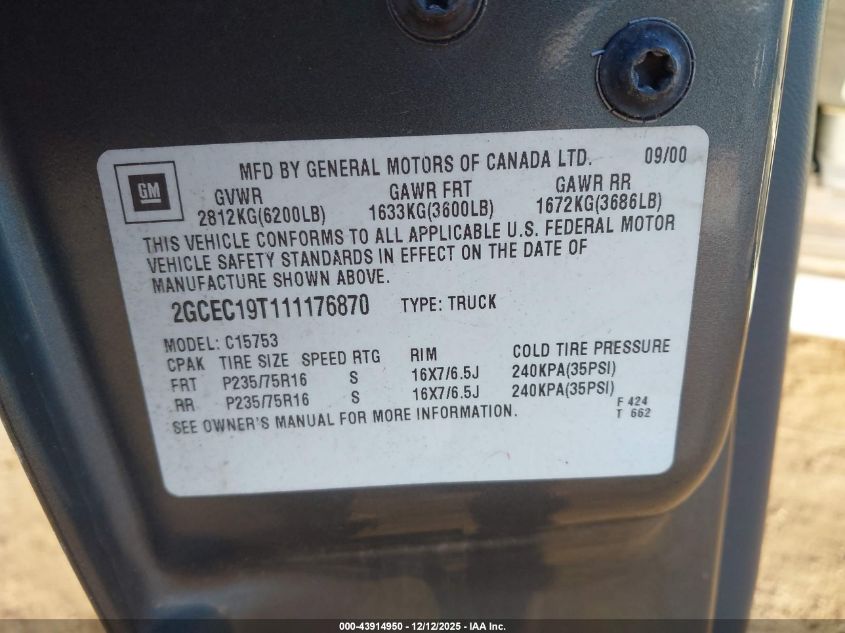 MFD BY GENERAL MOTORS OF CANADA LTD. 09/00
GM
GVWR GAWR FRT GAWR RR
2812KG(6200LB) 1633KG(3600LB) 1672KG(3686LB)
THIS VEHICLE CONFORMS TO ALL APPLICABLE U.S. FEDERAL MOTOR
VEHICLE SAFETY STANDARDS IN EFFECT ON THE DATE OF
MANUFACTURE SHOWN ABOVE.
2GCEC19T111176870 TYPE: TRUCK
MODEL: C15753
CPAK TIRE SIZE SPEED RTG RIM COLD TIRE PRESSURE
FRT P235/75R16 S 16X7/6.5J 240KPA(35PSI)
RR P235/75R16 S 16X7/6.5J 240KPA(35PSI)
SEE OWNER'S MANUAL FOR MORE INFORMATION.
F 424
T 662
000-43914950 - 12/12/2025 - IAA Inc.